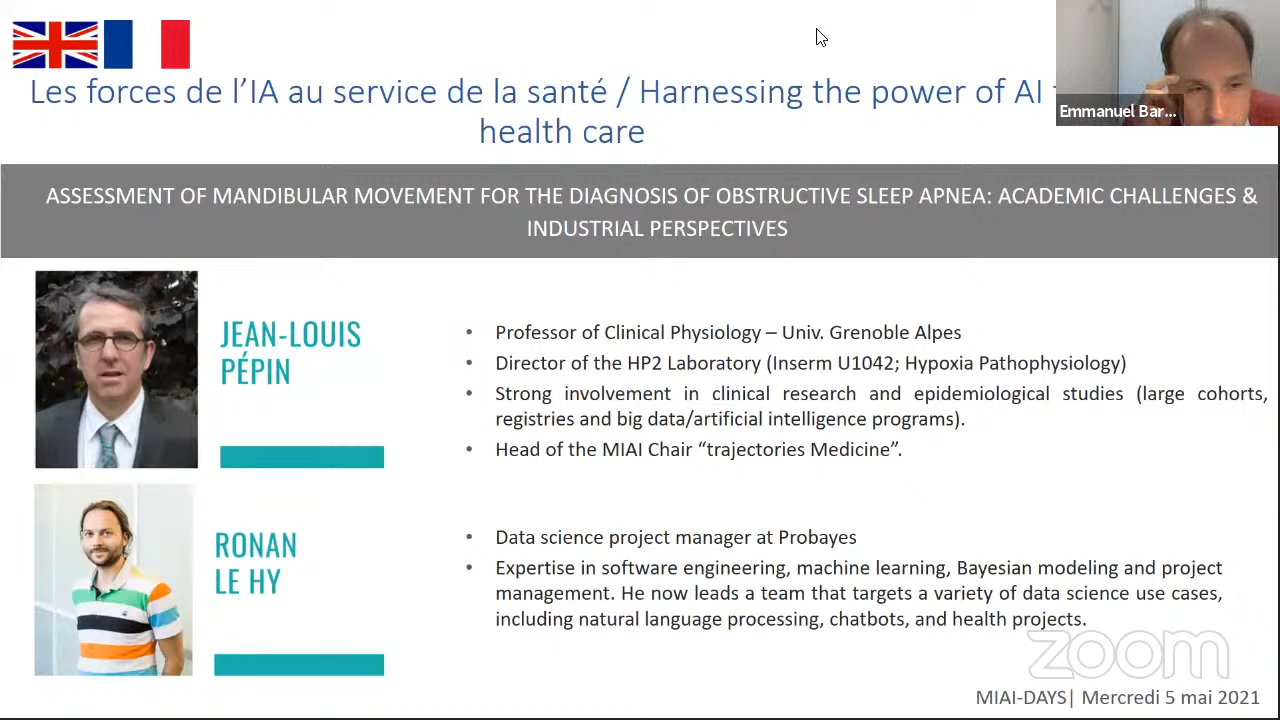 Les forces de l’IA au service de la santé / Harnessing the power of AI
health care
Emmanuel Bar...
ASSESSMENT OF MANDIBULAR MOVEMENT FOR THE DIAGNOSIS OF OBSTRUCTIVE SLEEP APNEA: ACADEMIC CHALLENGES &
INDUSTRIAL PERSPECTIVES
JEAN-LOUIS
PÉPIN
• Professor of Clinical Physiology – Univ. Grenoble Alpes
• Director of the HP2 Laboratory (Inserm U1042; Hypoxia Pathophysiology)
• Strong involvement in clinical research and epidemiological studies (large cohorts,
registries and big data/artificial intelligence programs).
• Head of the MIAI Chair “trajectories Medicine”.
RONAN
LE HY
• Data science project manager at Probayes
• Expertise in software engineering, machine learning, Bayesian modeling and project
management. He now leads a team that targets a variety of data science use cases,
including natural language processing, chatbots, and health projects.
zoom
MIAI-DAYS| Mercredi 5 mai 2021